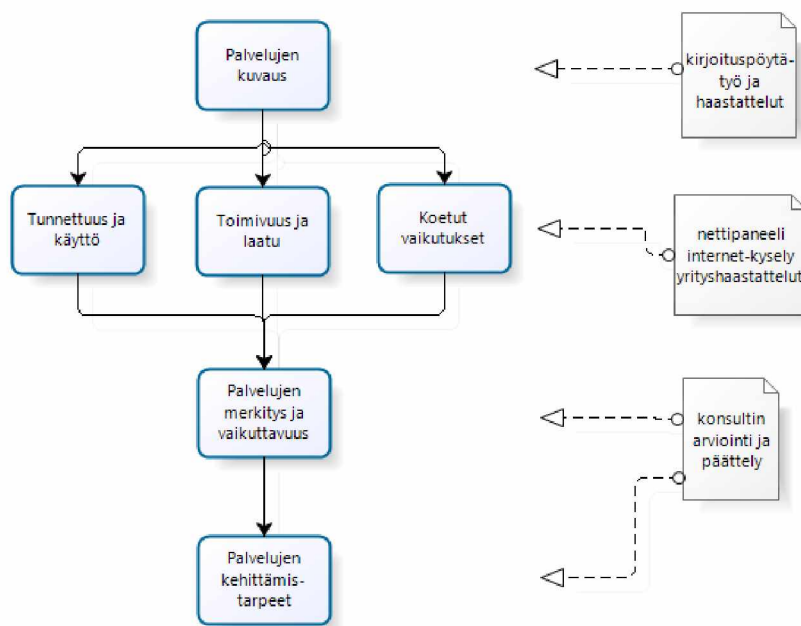 Palvelujen
kuvaus
kirjoituspöytä-
työ ja
haastattelut
Tunnettuus ja
käyttö
Toimivuus ja
laatu
Koetut
vaikutukset
nettipaneeli
internet-kysely
yrityshaastattelut
Palvelujen
merkitys ja
vaikuttavuus
konsultin
arviointi ja
päättely
Palvelujen
kehittämis-
tarpeet